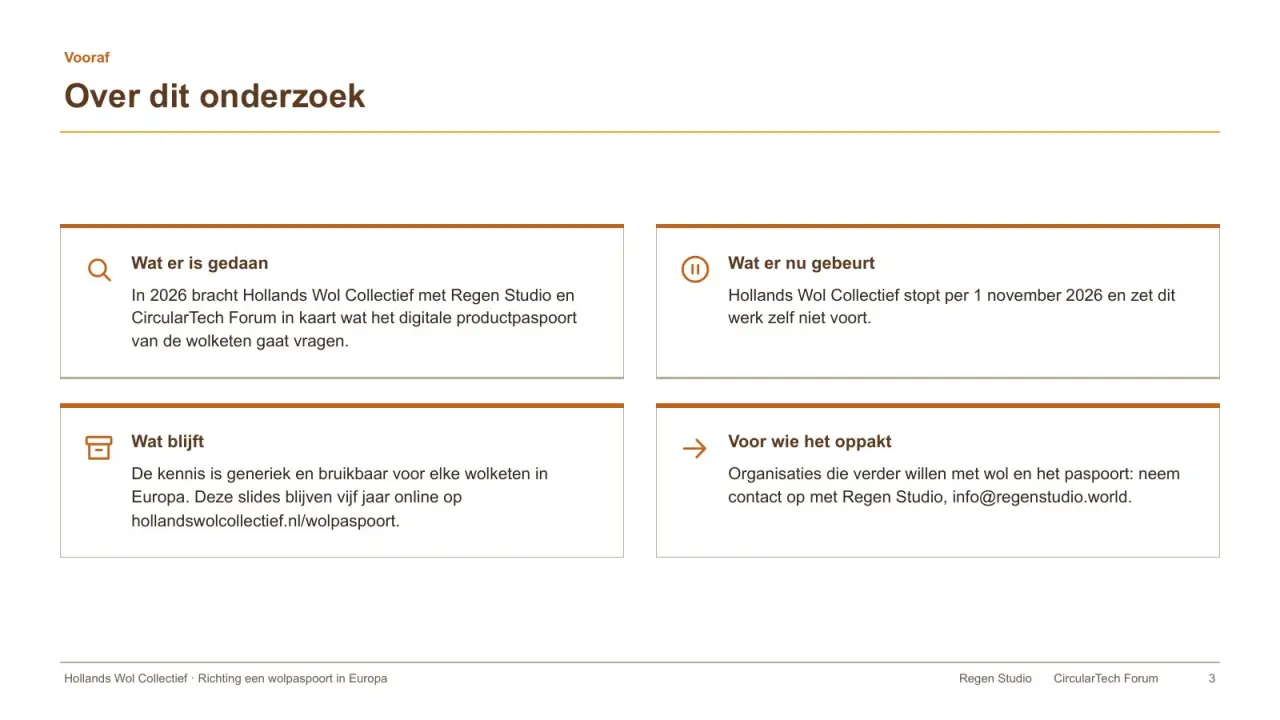 Vooraf
Over dit onderzoek
Wat er is gedaan
In 2026 bracht Hollands Wol Collectief met Regen Studio en
CircularTech Forum in kaart wat het digitale productpaspoort
van de wolketen gaat vragen.
Wat er nu gebeurt
Hollands Wol Collectief stopt per 1 november 2026 en zet dit
werk zelf niet voort.
Wat blijft
De kennis is generiek en bruikbaar voor elke wolketen in
Europa. Deze slides blijven vijf jaar online op
hollandswolcollectief.nl/wolpaspoort.
Voor wie het oppakt
Organisaties die verder willen met wol en het paspoort: neem
contact op met Regen Studio, info@regenstudio.world.
Hollands Wol Collectief · Richting een wolpaspoort in Europa
Regen Studio CircularTech Forum 3